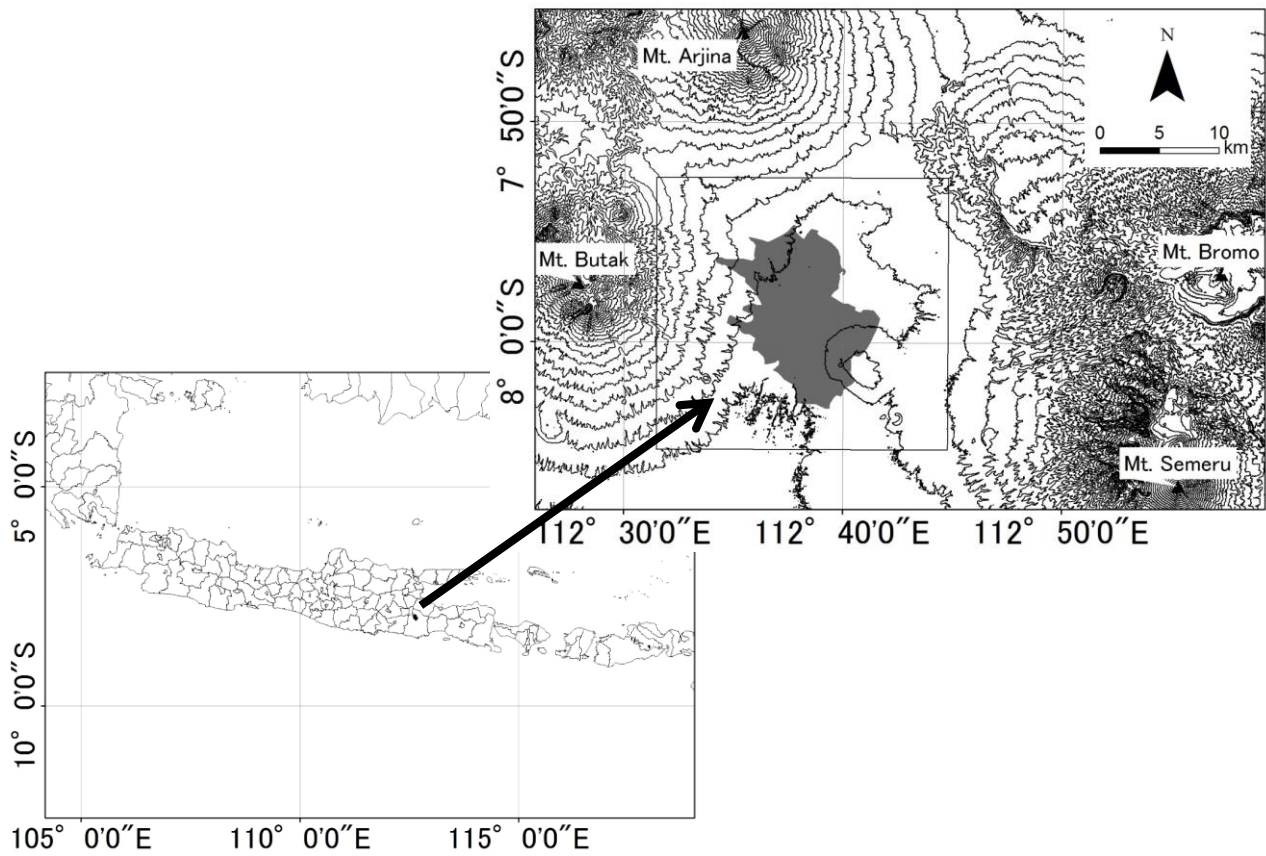 Mt. Arjina
N
0 5 10
km
7° 50'0"S
Mt. Butak
Mt. Bromo
8° 0'0"S
Mt. Semeru
112° 30'0"E 112° 40'0"E 112° 50'0"E
5° 0'0"S
10° 0'0"S
105° 0'0"E 110° 0'0"E 115° 0'0"E